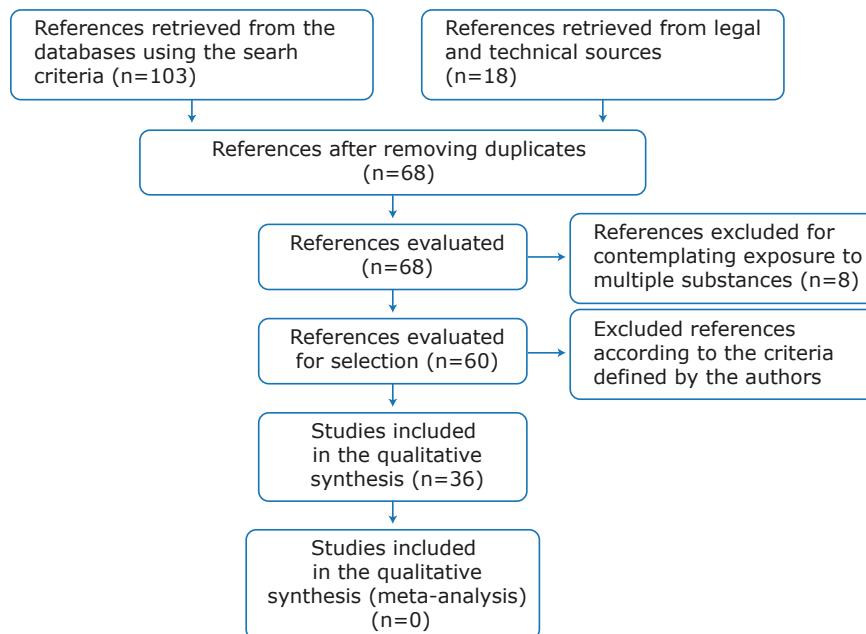 References retrieved from the
databases using the searh
criteria (n=103)
References retrieved from legal
and technical sources
(n=18)
References after removing duplicates
(n=68)
References evaluated
(n=68)
References excluded for
contemplating exposure to
multiple substances (n=8)
References evaluated
for selection (n=60)
Excluded references
according to the criteria
defined by the authors
Studies included
in the qualitative
synthesis (n=36)
Studies included
in the qualitative
synthesis (meta-analysis)
(n=0)